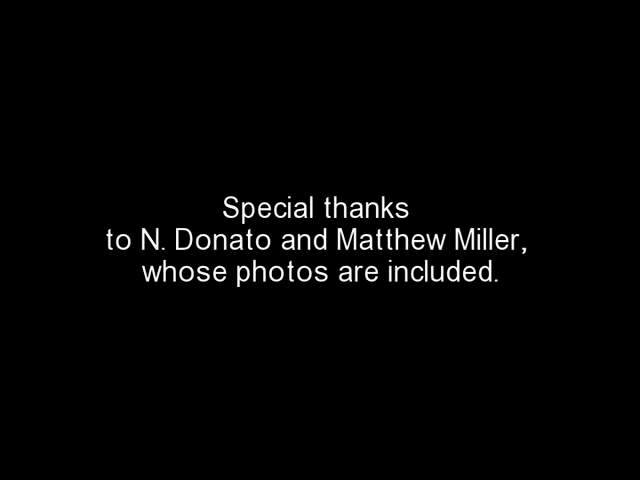 Special thanks
to N. Donato and Matthew Miller,
whose photos are included.